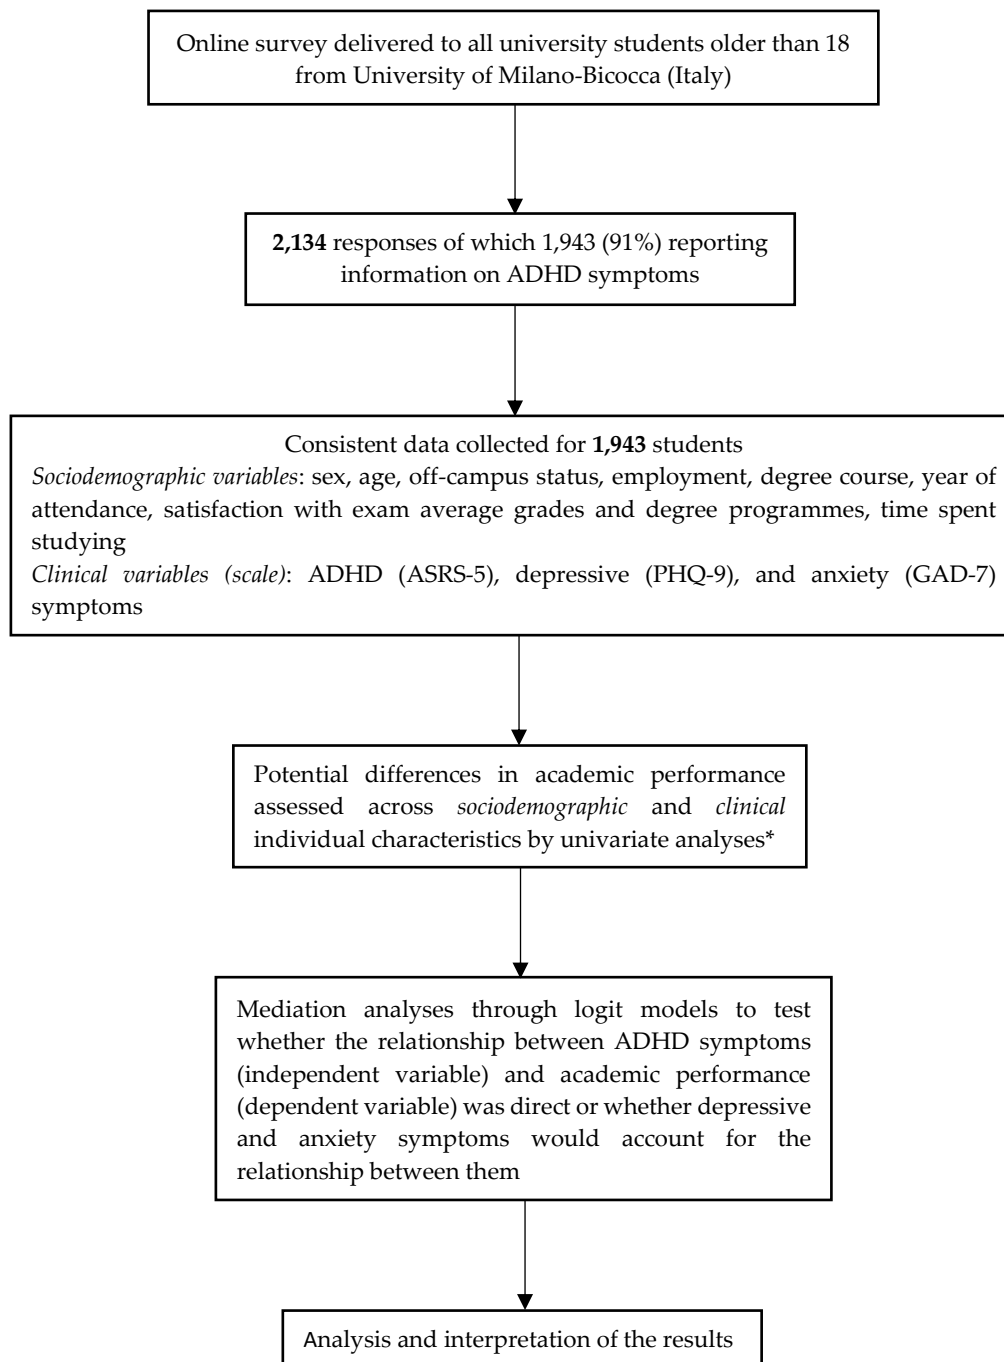 Online survey delivered to all university students older than 18
from University of Milano-Bicocca (Italy)
2,134 responses of which 1,943 (91%) reporting
information on ADHD symptoms
Consistent data collected for 1,943 students
Sociodemographic variables: sex, age, off-campus status, employment, degree course, year of
attendance, satisfaction with exam average grades and degree programmes, time spent
studying
Clinical variables (scale): ADHD (ASRS-5), depressive (PHQ-9), and anxiety (GAD-7)
symptoms
Potential differences in academic performance
assessed across sociodemographic and clinical
individual characteristics by univariate analyses*
Mediation analyses through logit models to test
whether the relationship between ADHD symptoms
(independent variable) and academic performance
(dependent variable) was direct or whether depressive
and anxiety symptoms would account for the
relationship between them
Analysis and interpretation of the results